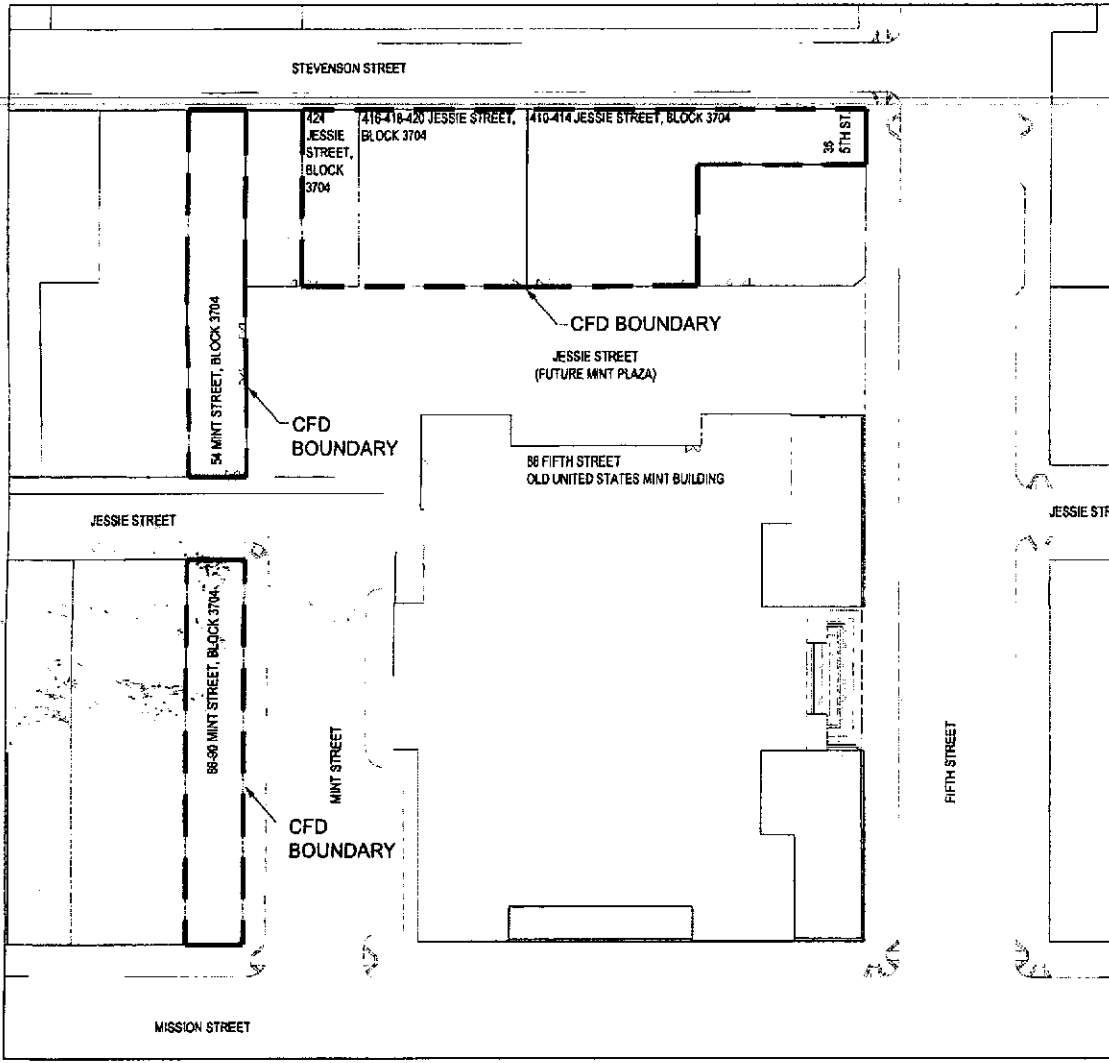 STEVENSON STREET
424
JESSIE
STREET,
BLOCK
3704
416-418-420 JESSIE STREET,
BLOCK 3704
410-414 JESSIE STREET, BLOCK 3704
36
5TH ST.
54 MINT STREET, BLOCK 3704
CFD BOUNDARY
JESSIE STREET
(FUTURE MINT PLAZA)
CFD
BOUNDARY
88 FIFTH STREET
OLD UNITED STATES MINT BUILDING
JESSIE STREET
JESSIE STR
66-90 MINT STREET, BLOCK 3704
MINT STREET
FIFTH STREET
CFD
BOUNDARY
MISSION STREET